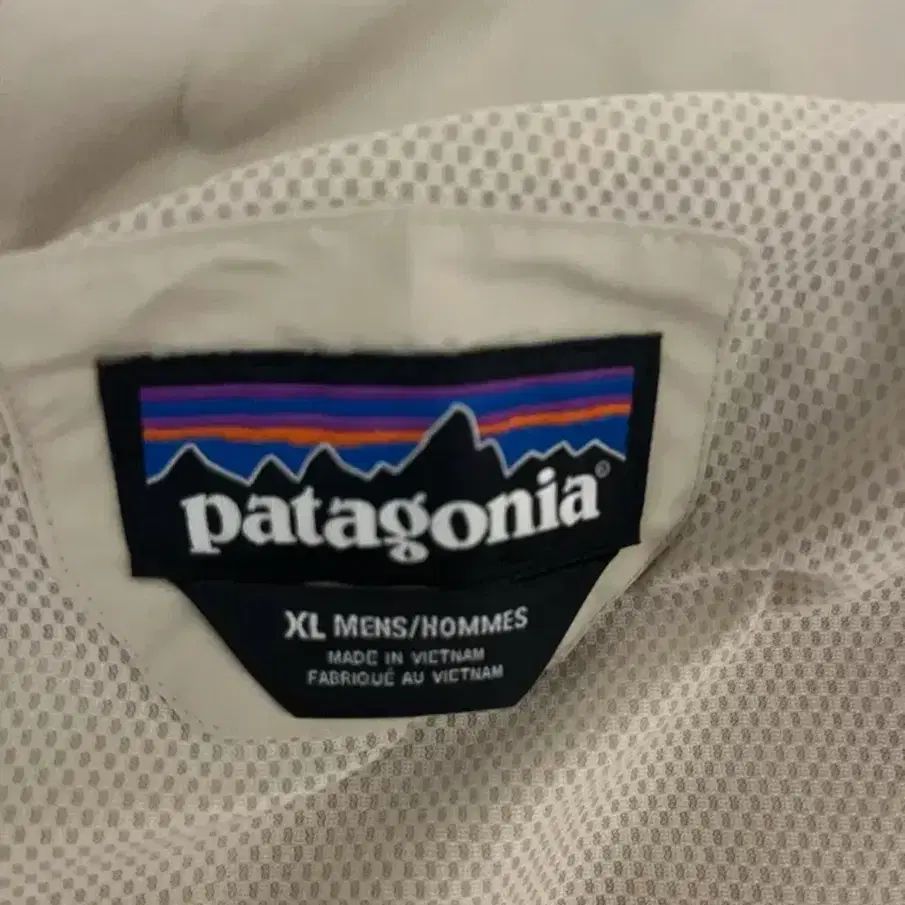 patagonia®
XL MENS/HOMMES
MADE IN VIETNAM
FABRIQUÉ AU VIETNAM